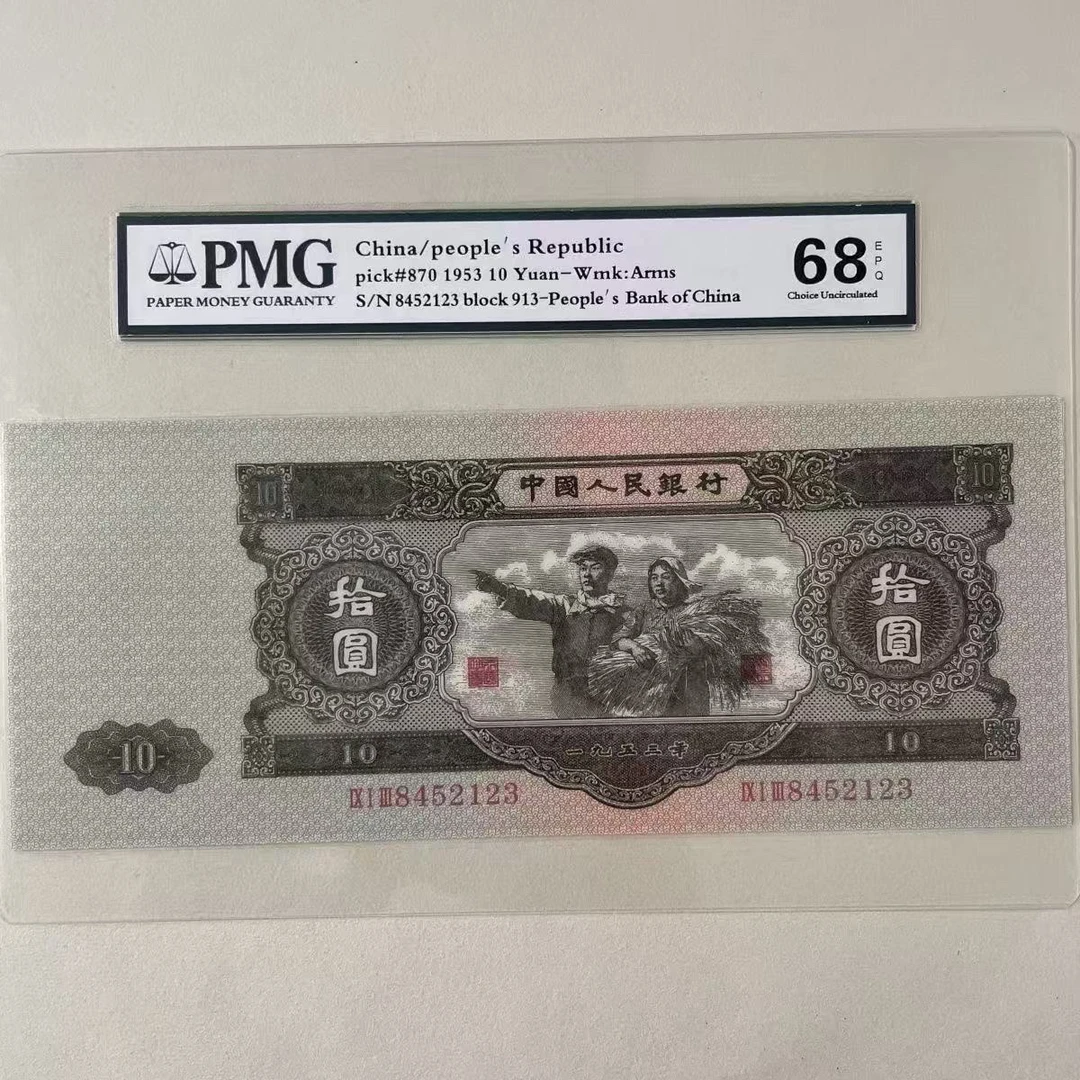 PMG
PAPER MONEY GUARANTY
China/people's Republic
pick#870 1953 10 Yuan-Wmk:Arms
S/N 8452123 block 913-People's Bank of China
68
EPQ
Choice Uncirculated
10
中國人民銀行
10
拾圓
拾圓
10
10
一九五三年
10
ⅨⅠⅢ8452123
ⅨⅠⅢ8452123